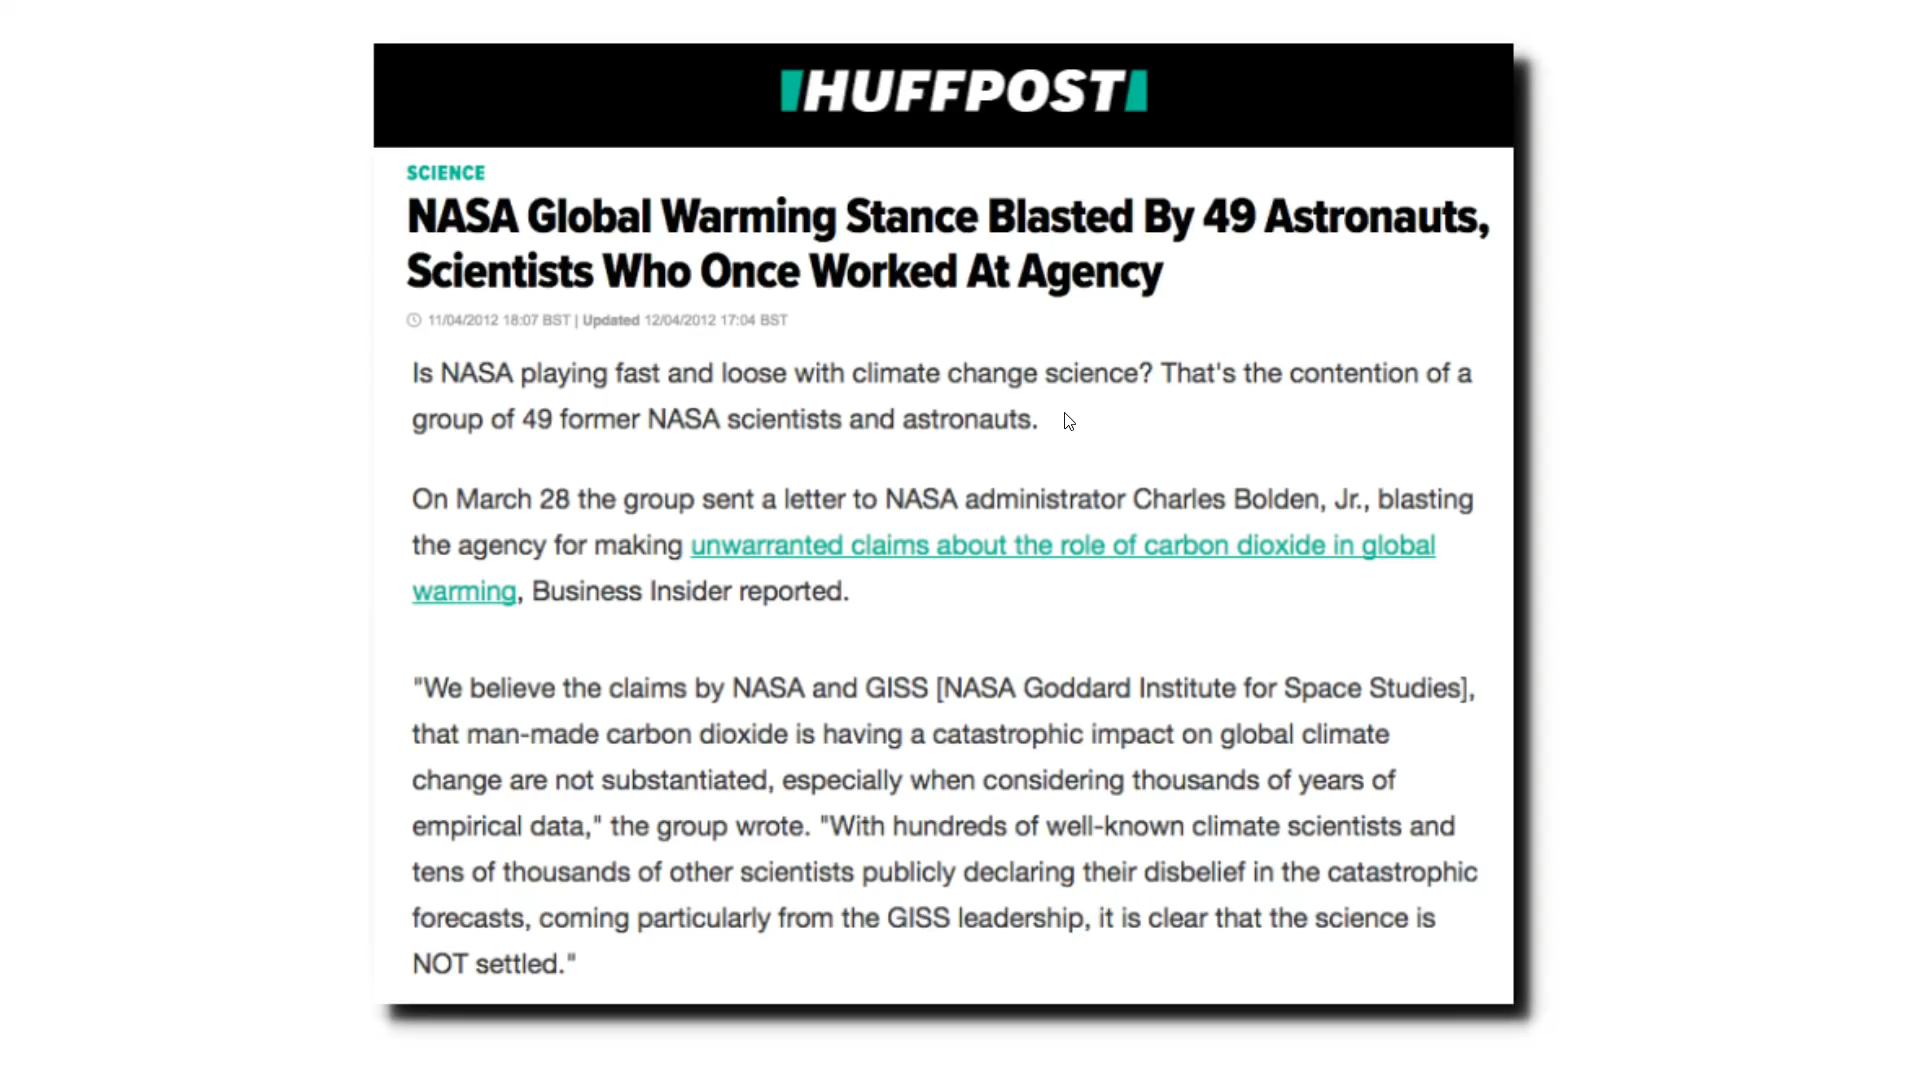 HUFFPOST
SCIENCE
NASA Global Warming Stance Blasted By 49 Astronauts,
Scientists Who Once Worked At Agency
11/04/2012 18:07 BST | Updated 12/04/2012 17:04 BST
Is NASA playing fast and loose with climate change science? That's the contention of a
group of 49 former NASA scientists and astronauts.
On March 28 the group sent a letter to NASA administrator Charles Bolden, Jr., blasting
the agency for making unwarranted claims about the role of carbon dioxide in global
warming, Business Insider reported.
"We believe the claims by NASA and GISS [NASA Goddard Institute for Space Studies],
that man-made carbon dioxide is having a catastrophic impact on global climate
change are not substantiated, especially when considering thousands of years of
empirical data," the group wrote. "With hundreds of well-known climate scientists and
tens of thousands of other scientists publicly declaring their disbelief in the catastrophic
forecasts, coming particularly from the GISS leadership, it is clear that the science is
NOT settled."